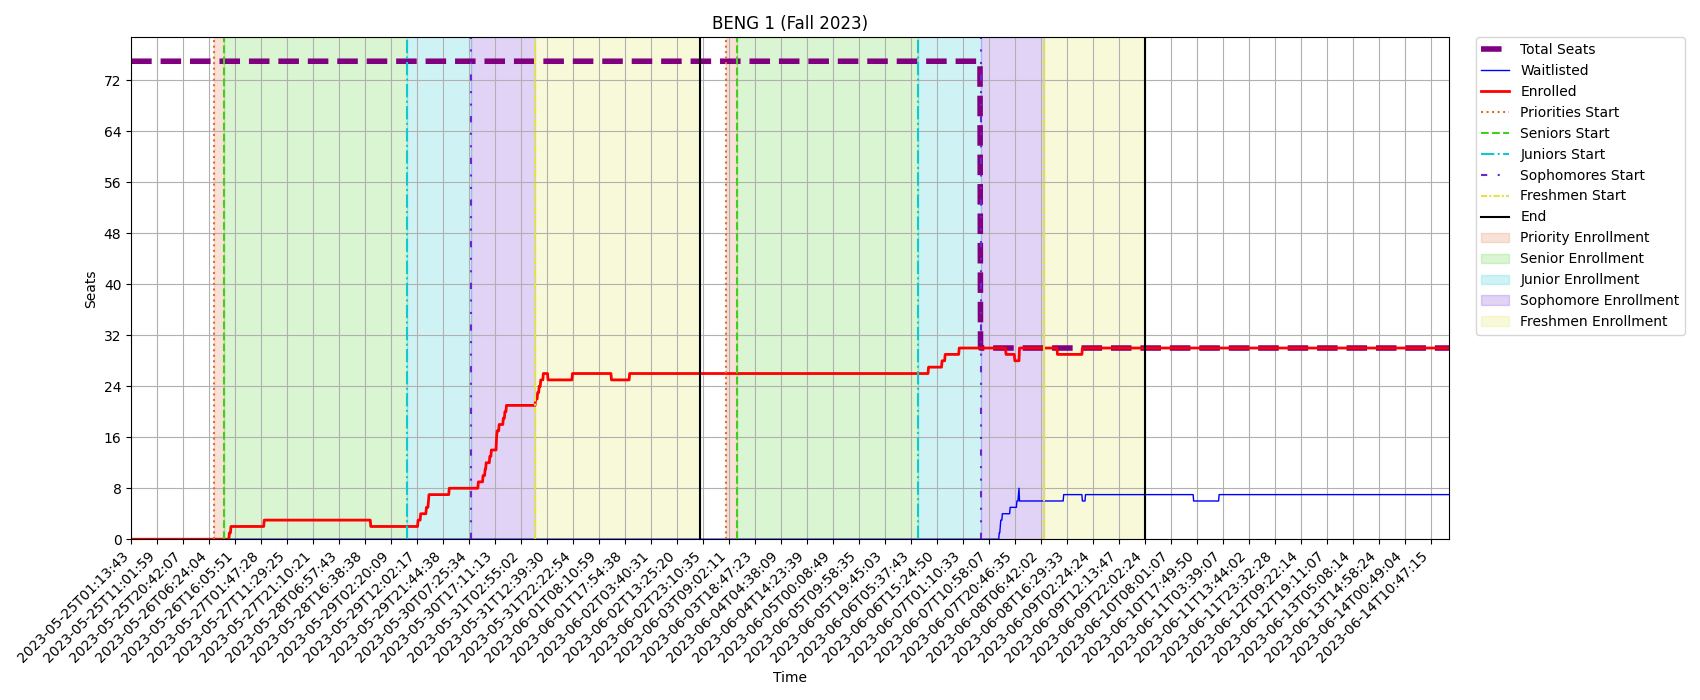 BENG 1 (Fall 2023)
Seats
72
64
56
48
40
32
24
16
8
0
2023-05-25T01:13:43
2023-05-25T11:01:59
2023-05-25T20:42:07
2023-05-26T06:24:04
2023-05-26T16:05:51
2023-05-27T01:47:28
2023-05-27T11:29:25
2023-05-27T21:10:21
2023-05-28T06:57:43
2023-05-28T16:38:38
2023-05-29T02:20:09
2023-05-29T12:02:17
2023-05-29T21:44:38
2023-05-30T07:25:34
2023-05-30T17:11:13
2023-05-31T02:55:02
2023-05-31T12:39:30
2023-05-31T22:22:54
2023-06-01T08:10:59
2023-06-01T17:54:38
2023-06-02T03:40:31
2023-06-02T13:25:20
2023-06-02T23:10:35
2023-06-03T09:02:11
2023-06-03T18:47:23
2023-06-04T04:38:09
2023-06-04T14:23:39
2023-06-05T00:08:49
2023-06-05T09:58:35
2023-06-05T19:45:03
2023-06-06T05:37:43
2023-06-06T15:24:50
2023-06-07T01:10:33
2023-06-07T10:58:07
2023-06-07T20:46:35
2023-06-08T06:42:02
2023-06-08T16:29:33
2023-06-09T02:24:24
2023-06-09T12:13:47
2023-06-09T22:02:24
2023-06-10T08:01:07
2023-06-10T17:49:50
2023-06-11T03:39:07
2023-06-11T13:44:02
2023-06-11T23:32:28
2023-06-12T09:22:14
2023-06-12T19:11:07
2023-06-13T05:08:14
2023-06-13T14:58:24
2023-06-14T00:49:04
2023-06-14T10:47:15
Time
Total Seats
Waitlisted
Enrolled
Priorities Start
Seniors Start
Juniors Start
Sophomores Start
Freshmen Start
End
Priority Enrollment
Senior Enrollment
Junior Enrollment
Sophomore Enrollment
Freshmen Enrollment